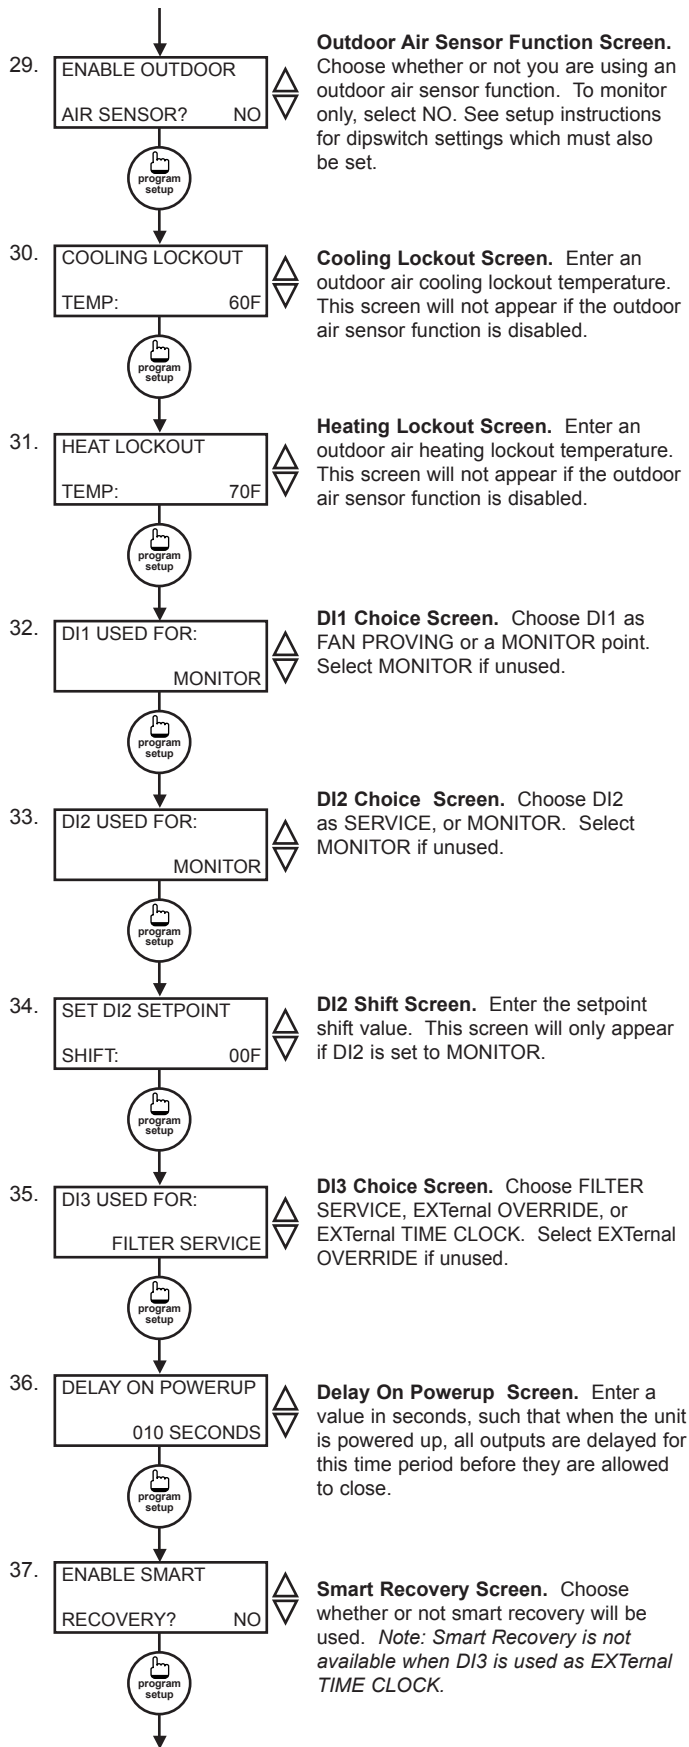 29.
ENABLE OUTDOOR
AIR SENSOR? NO
Outdoor Air Sensor Function Screen.
Choose whether or not you are using an
outdoor air sensor function. To monitor
only, select NO. See setup instructions
for dipswitch settings which must also
be set.
program
setup
30.
COOLING LOCKOUT
TEMP: 60F
Cooling Lockout Screen. Enter an
outdoor air cooling lockout temperature.
This screen will not appear if the outdoor
air sensor function is disabled.
program
setup
31.
HEAT LOCKOUT
TEMP: 70F
Heating Lockout Screen. Enter an
outdoor air heating lockout temperature.
This screen will not appear if the outdoor
air sensor function is disabled.
program
setup
32.
DI1 USED FOR:
MONITOR
DI1 Choice Screen. Choose DI1 as
FAN PROVING or a MONITOR point.
Select MONITOR if unused.
program
setup
33.
DI2 USED FOR:
MONITOR
DI2 Choice Screen. Choose DI2
as SERVICE, or MONITOR. Select
MONITOR if unused.
program
setup
34.
SET DI2 SETPOINT
SHIFT: 00F
DI2 Shift Screen. Enter the setpoint
shift value. This screen will only appear
if DI2 is set to MONITOR.
program
setup
35.
DI3 USED FOR:
FILTER SERVICE
DI3 Choice Screen. Choose FILTER
SERVICE, EXTernal OVERRIDE, or
EXTernal TIME CLOCK. Select EXTernal
OVERRIDE if unused.
program
setup
36.
DELAY ON POWERUP
010 SECONDS
Delay On Powerup Screen. Enter a
value in seconds, such that when the unit
is powered up, all outputs are delayed for
this time period before they are allowed
to close.
program
setup
37.
ENABLE SMART
RECOVERY? NO
Smart Recovery Screen. Choose
whether or not smart recovery will be
used. Note: Smart Recovery is not
available when DI3 is used as EXTernal
TIME CLOCK.
program
setup